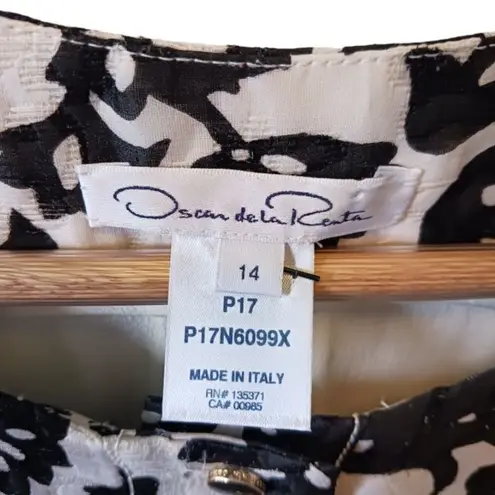 Oscar de la Renta
14
P17
P17N6099X
MADE IN ITALY
RN# 135371
CA# 00985